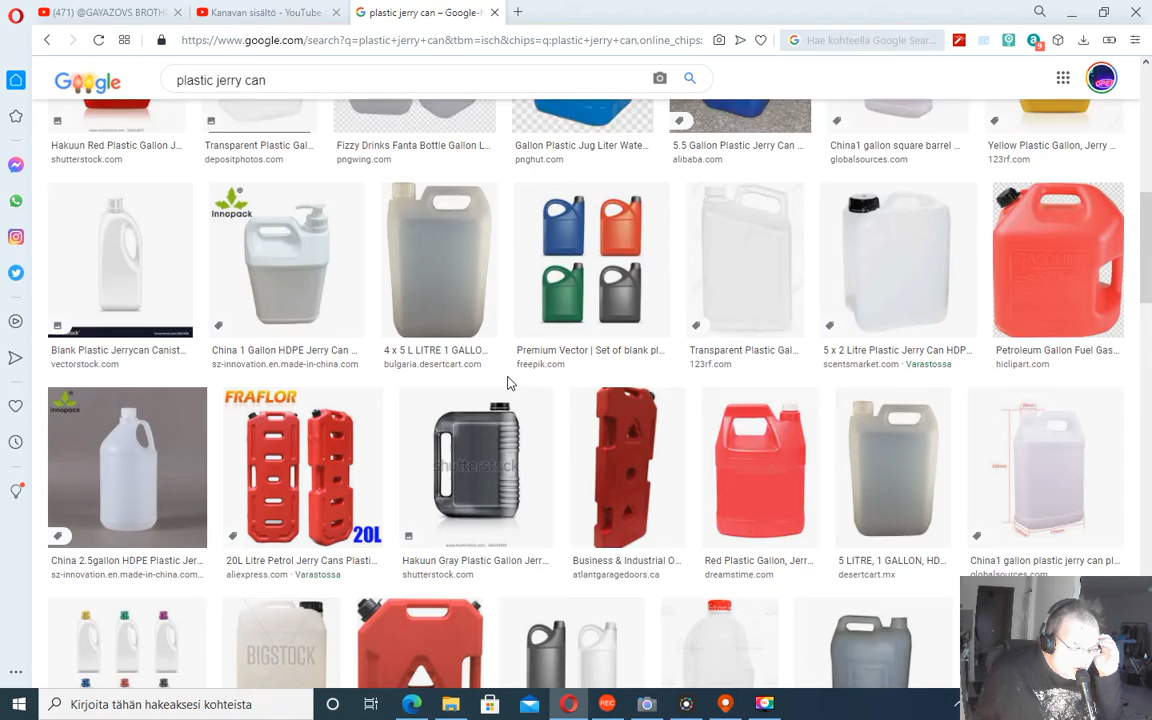 (471) @GAYAZOVS BROTH
Kanavan sisältö - YouTube
plastic jerry can – Google-h
https://www.google.com/search?q=plastic+jerry+can&tbm=isch&chips=q:plastic+jerry+can,online_chips:
Hae kohteella Google Sear...
9
Google
plastic jerry can
Hakuun Red Plastic Gallon J...
shutterstock.com
Transparent Plastic Gal...
depositphotos.com
Fizzy Drinks Fanta Bottle Gallon L...
pngwing.com
Gallon Plastic Jug Liter Wate...
pnghut.com
5.5 Gallon Plastic Jerry Can ...
alibaba.com
China1 gallon square barrel ...
globalsources.com
Yellow Plastic Gallon, Jerry ...
123rf.com
Innopack
Blank Plastic Jerrycan Canist...
vectorstock.com
China 1 Gallon HDPE Jerry Can ...
sz-innovation.en.made-in-china.com
4 x 5 L LITRE 1 GALLO...
bulgaria.desertcart.com
Premium Vector | Set of blank pl...
freepik.com
Transparent Plastic Gal...
123rf.com
5 x 2 Litre Plastic Jerry Can HDP...
scentsmarket.com · Varastossa
Petroleum Gallon Fuel Gas...
hiclipart.com
Innopack
FRAFLOR
20L
shutterstock
China 2.5gallon HDPE Plastic Jer...
sz-innovation.en.made-in-china.com...
20L Litre Petrol Jerry Cans Plasti...
aliexpress.com · Varastossa
Hakuun Gray Plastic Gallon Jerr...
shutterstock.com
Business & Industrial O...
atlantgaragedoors.ca
Red Plastic Gallon, Jerr...
dreamstime.com
5 LITRE, 1 GALLON, HD...
desertcart.mx
China1 gallon plastic jerry can pl...
globalsources.com
BIGSTOCK
Kirjoita tähän hakeaksesi kohteista
REC